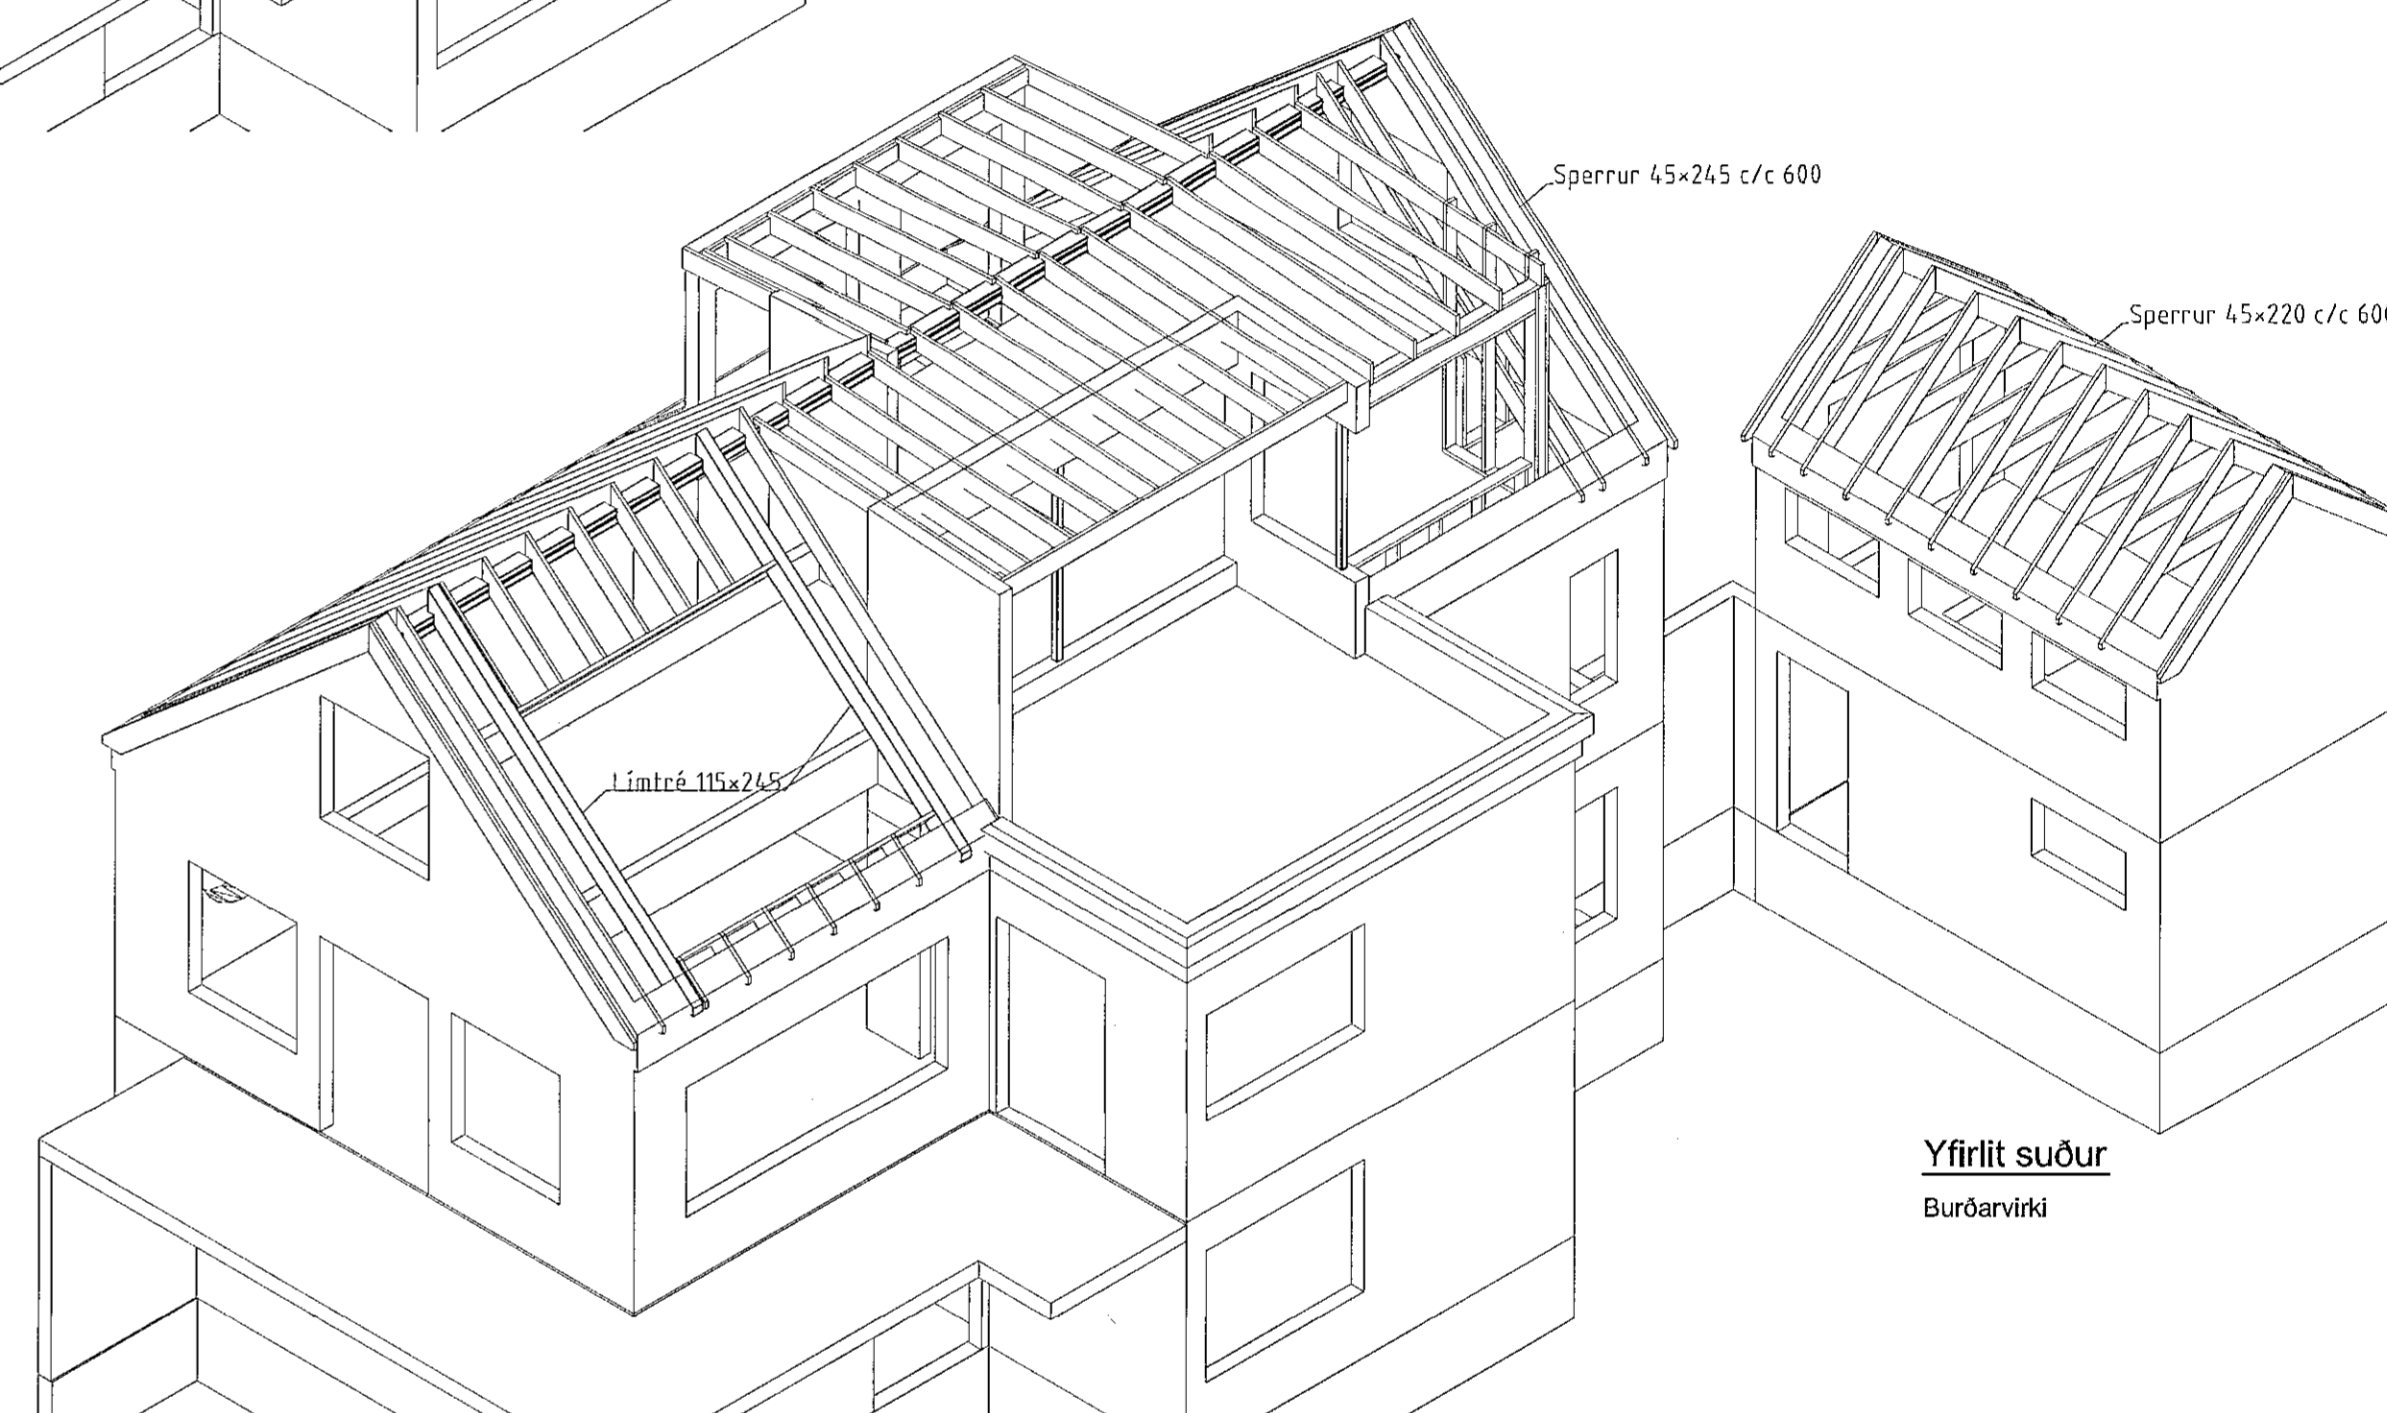 Sperrur 45×245 c/c 600
Sperrur 45×220 c/c 600
Límtré 115×245
Yfirlit suður
Burðarvirki